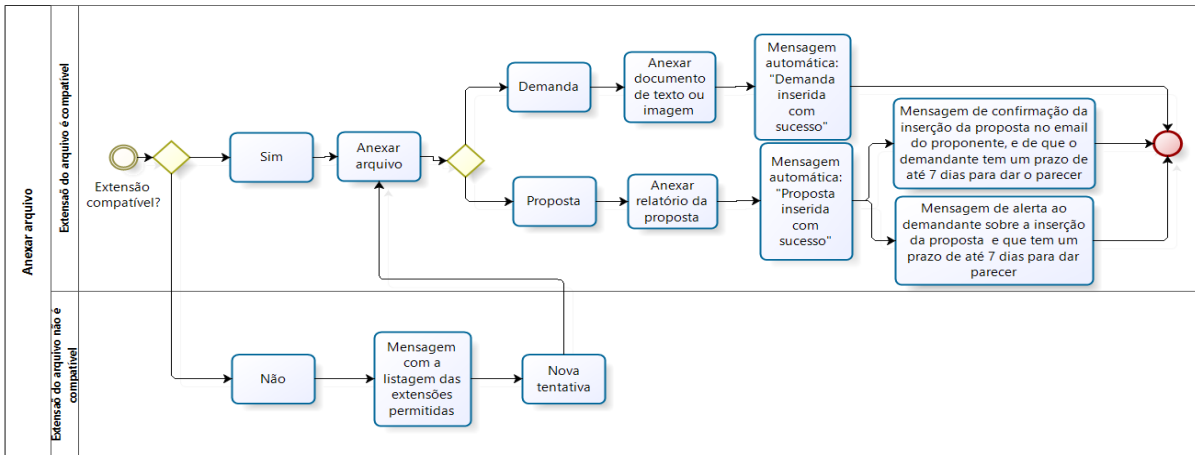 Anexar arquivo
Extensaõ do arquivo é compatível
Extensaõ do arquivo não é
compatível
Extensão
compatível?
Sim
Anexar
arquivo
Demanda
Anexar
documento
de texto ou
imagem
Mensagem
automática:
"Demanda
inserida
com
sucesso"
Proposta
Anexar
relatório da
proposta
Mensagem
automática:
"Proposta
inserida
com
sucesso"
Mensagem de confirmação da
inserção da proposta no email
do proponente, e de que o
demandante tem um prazo de
até 7 dias para dar o parecer
Mensagem de alerta ao
demandante sobre a inserção
da proposta e que tem um
prazo de até 7 dias para dar
parecer
Não
Mensagem
com a
listagem das
extensões
permitidas
Nova
tentativa